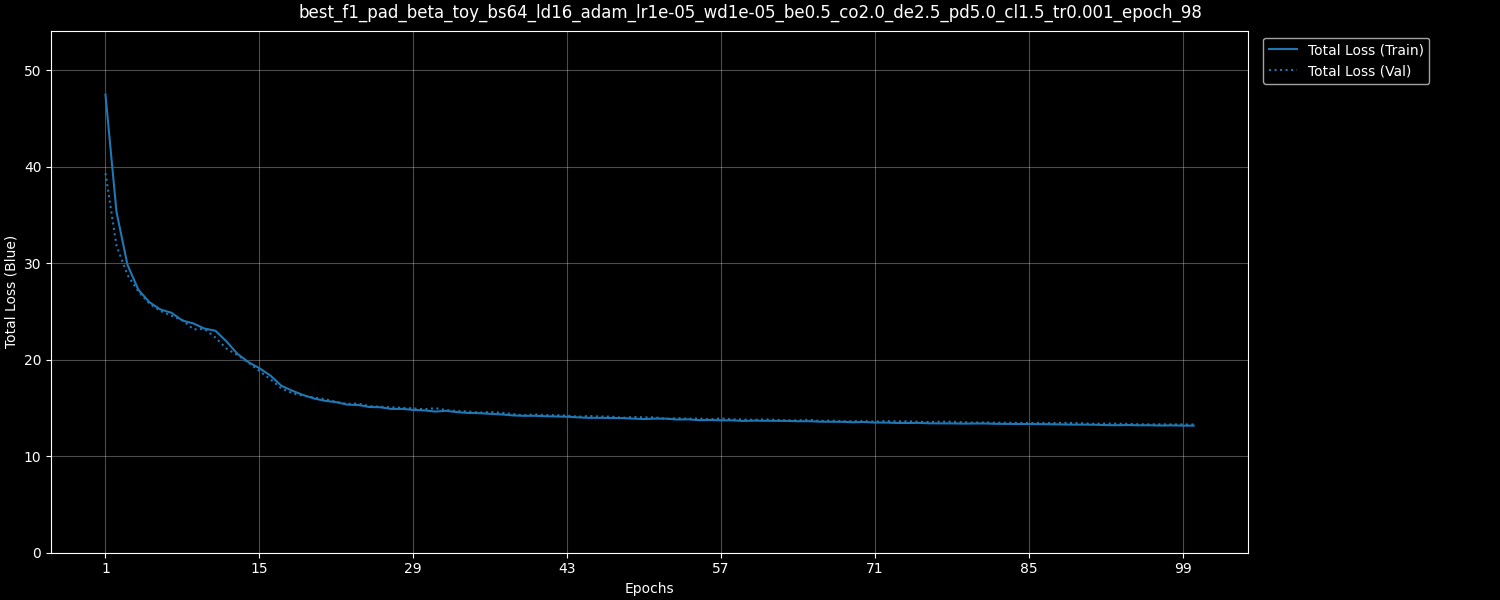 best_f1_pad_beta_toy_bs64_ld16_adam_lr1e-05_wd1e-05_be0.5_co2.0_de2.5_pd5.0_cl1.5_tr0.001_epoch_98
Total Loss (Train)
Total Loss (Val)
Total Loss (Blue)
50
40
30
20
10
0
1 15 29 43 57 71 85 99
Epochs